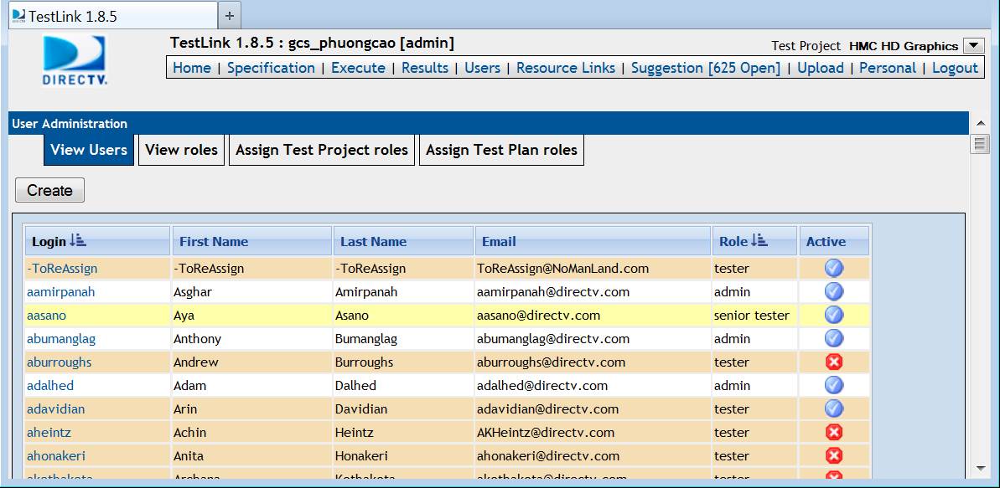 TestLink 1.8.5
+
DIRECTV.
TestLink 1.8.5 : gcs_phuongcao [admin]
Test Project HMC HD Graphics
Home | Specification | Execute | Results | Users | Resource Links | Suggestion [625 Open] | Upload | Personal | Logout
User Administration
View Users View roles Assign Test Project roles Assign Test Plan roles
Create
Login First Name Last Name Email Role Active
-ToReAssign -ToReAssign -ToReAssign ToReAssign@NoManLand.com tester
aamirpanah Asghar Amirpanah aamirpanah@directv.com admin
aasano Aya Asano aasano@directv.com senior tester
abumanglag Anthony Bumanglag abumanglag@directv.com admin
aburroughs Andrew Burroughs aburroughs@directv.com tester
adalhed Adam Dalhed adalhed@directv.com admin
adavidian Arin Davidian adavidian@directv.com tester
aheintz Achin Heintz AKHeintz@directv.com tester
ahonakeri Anita Honakeri ahonakeri@directv.com tester